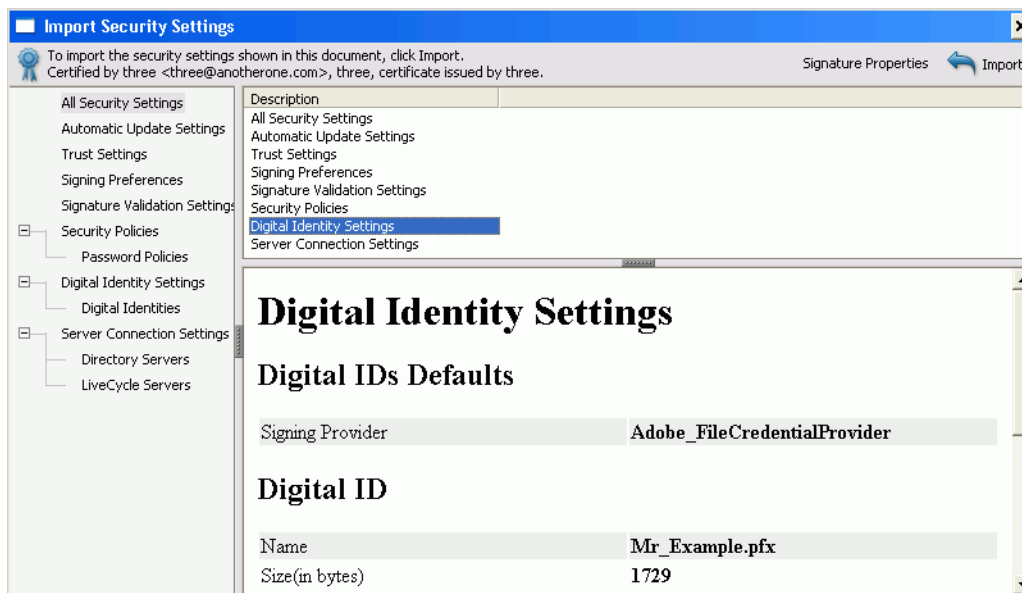 Import Security Settings
To import the security settings shown in this document, click Import.
Certified by three <three@anotherone.com>, three, certificate issued by three.
Signature Properties
Import
All Security Settings
Automatic Update Settings
Trust Settings
Signing Preferences
Signature Validation Settings
Security Policies
Password Policies
Digital Identity Settings
Digital Identities
Server Connection Settings
Directory Servers
LiveCycle Servers
Description
All Security Settings
Automatic Update Settings
Trust Settings
Signing Preferences
Signature Validation Settings
Security Policies
Digital Identity Settings
Server Connection Settings
Digital Identity Settings
Digital IDs Defaults
Signing Provider Adobe_FileCredentialProvider
Digital ID
Name Mr_Example.pfx
Size(in bytes) 1729